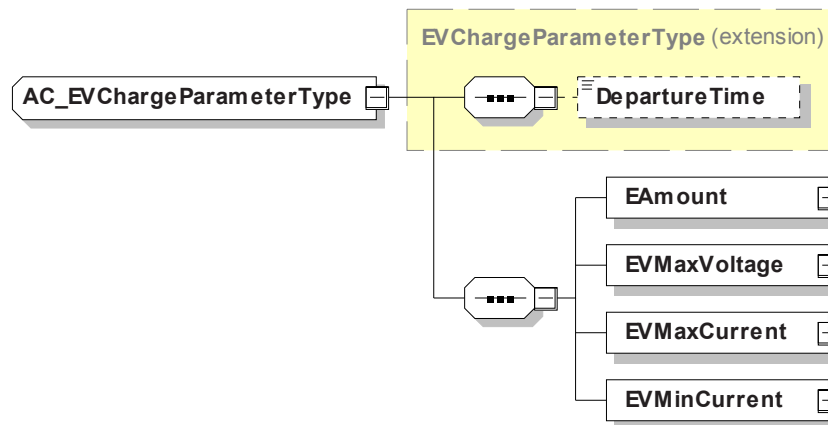 EVChargeParameterType (extension)
AC_EVChargeParameterType
DepartureTime
EAmount
EVMaxVoltage
EVMaxCurrent
EVMinCurrent